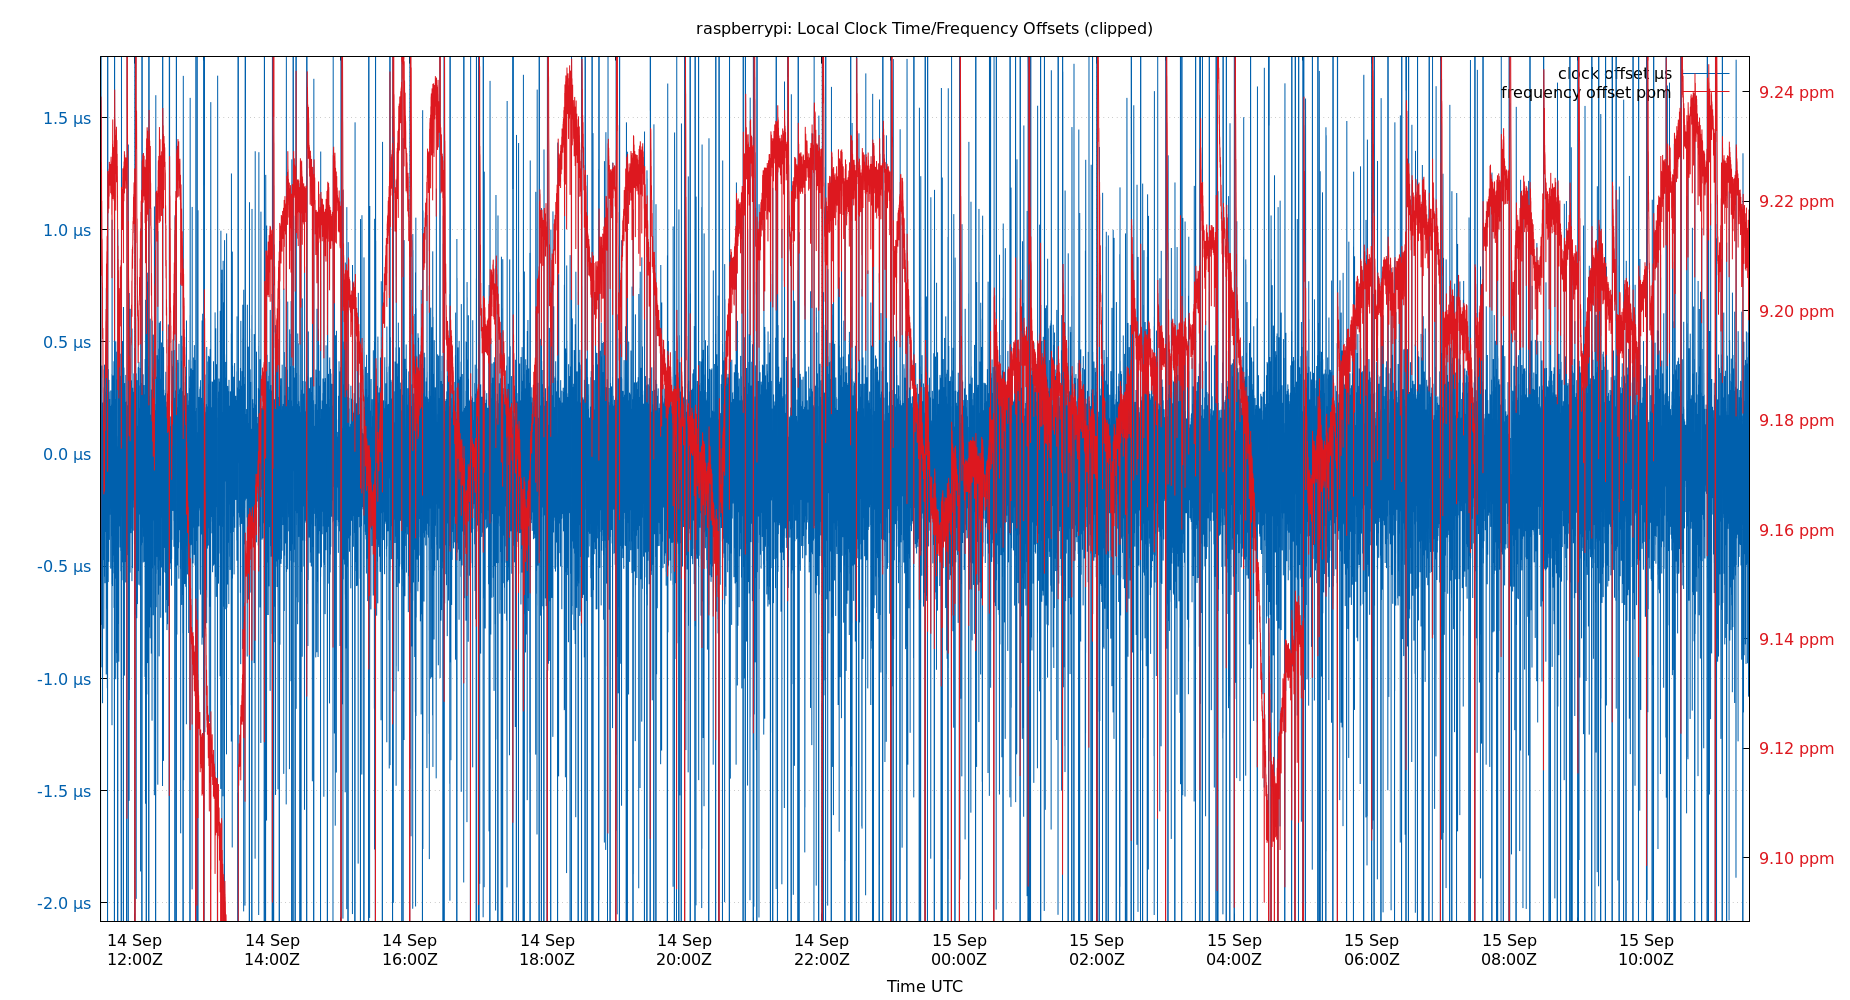 raspberrypi: Local Clock Time/Frequency Offsets (clipped)
clock offset µs
frequency offset ppm
1.5 µs
1.0 µs
0.5 µs
0.0 µs
-0.5 µs
-1.0 µs
-1.5 µs
-2.0 µs
9.24 ppm
9.22 ppm
9.20 ppm
9.18 ppm
9.16 ppm
9.14 ppm
9.12 ppm
9.10 ppm
14 Sep
12:00Z
14 Sep
14:00Z
14 Sep
16:00Z
14 Sep
18:00Z
14 Sep
20:00Z
14 Sep
22:00Z
15 Sep
00:00Z
15 Sep
02:00Z
15 Sep
04:00Z
15 Sep
06:00Z
15 Sep
08:00Z
15 Sep
10:00Z
Time UTC